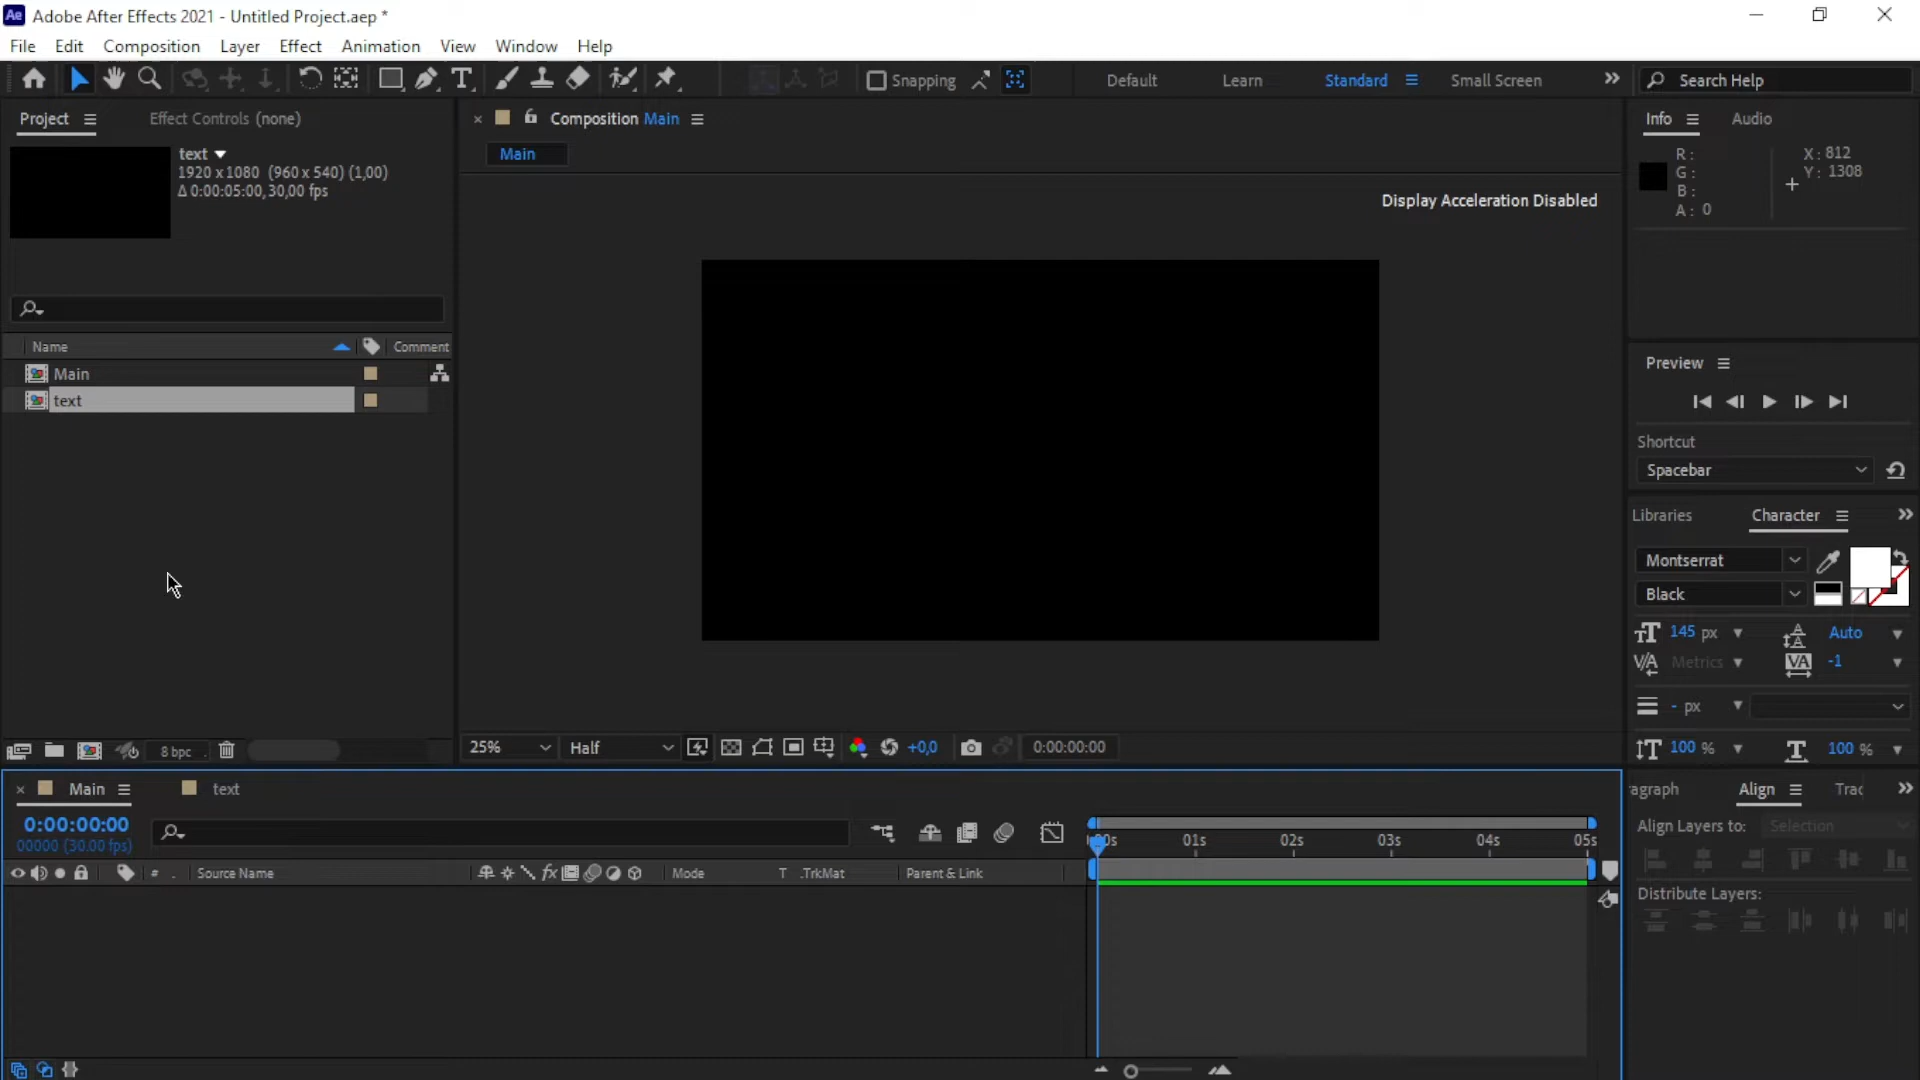 Ae Adobe After Effects 2021 - Untitled Project.aep *
File Edit Composition Layer Effect Animation View Window Help
Snapping Default Learn Standard Small Screen Search Help
Project Effect Controls (none)
Composition Main
Info Audio
text
1920 x 1080 (960 x 540) (1,00)
Δ 0:00:05:00, 30,00 fps
Main
R:
G:
B:
A: 0
X: 812
Y: 1308
Display Acceleration Disabled
Name Comment
Main
text
Preview
Shortcut
Spacebar
Libraries Character
Montserrat
Black
145 px Auto
Metrics -1
- px
100 % 100 %
8 bpc
25% Half +0,0 0:00:00:00
Main text
agraph Align Trac
0:00:00:00
00000 (30.00 fps)
Align Layers to: Selection
:00s 01s 02s 03s 04s 05s
# . Source Name Mode T .TrkMat Parent & Link
Distribute Layers: